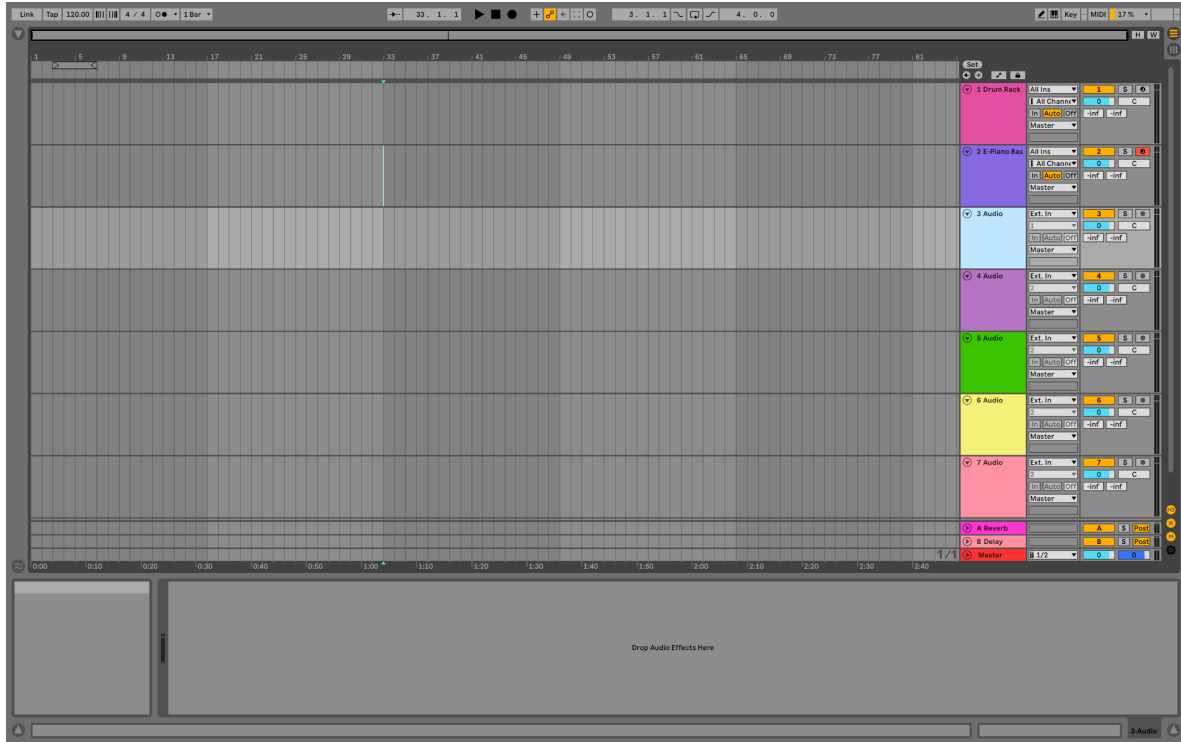 Link Tap 120.00 4 / 4 1 Bar 33. 1. 1 3. 1. 1 4. 0. 0 Key MIDI 17 %
H W
1 5 9 13 17 21 25 29 33 37 41 45 49 53 57 61 65 69 73 77 81
Set
1 Drum Rack All Ins 1 S
All Channe 0 C
In Auto Off -inf -inf
Master
2 E-Piano Bas All Ins 2 S
All Channe 0 C
In Auto Off -inf -inf
Master
3 Audio Ext. In 3 S
1 0 C
In Auto Off -inf -inf
Master
4 Audio Ext. In 4 S
2 0 C
In Auto Off -inf -inf
Master
5 Audio Ext. In 5 S
2 0 C
In Auto Off -inf -inf
Master
6 Audio Ext. In 6 S
2 0 C
In Auto Off -inf -inf
Master
7 Audio Ext. In 7 S
2 0 C
In Auto Off -inf -inf
Master
A Reverb A S Post
B Delay B S Post
1/1 Master 1/2 0 0
0:00 0:10 0:20 0:30 0:40 0:50 1:00 1:10 1:20 1:30 1:40 1:50 2:00 2:10 2:20 2:30 2:40
Drop Audio Effects Here
3-Audio